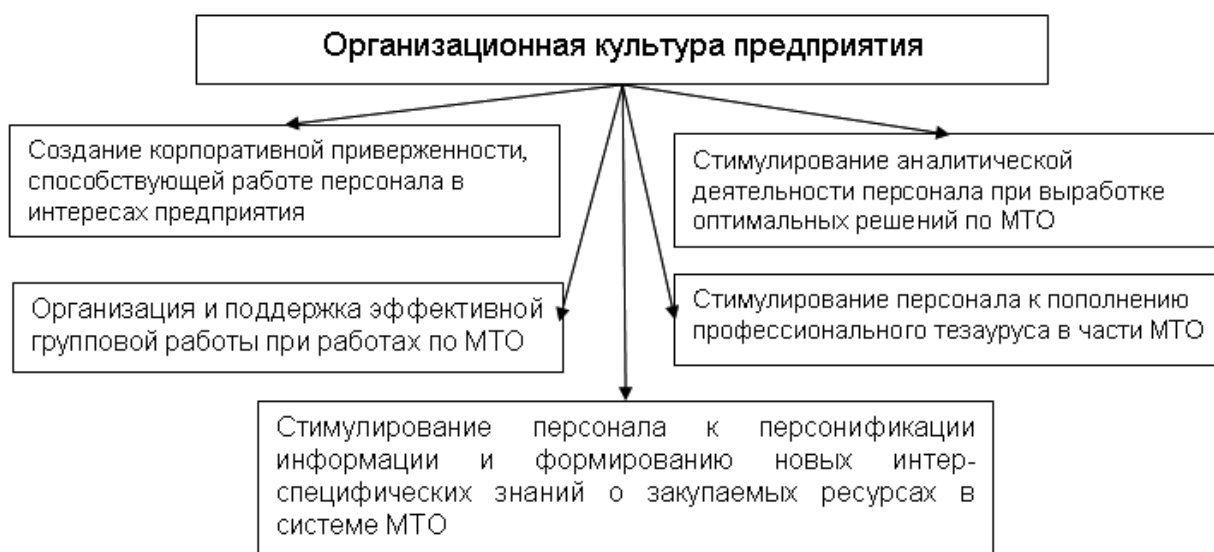 Организационная культура предприятия
Создание корпоративной приверженности,
способствующей работе персонала в
интересах предприятия
Стимулирование аналитической
деятельности персонала при выработке
оптимальных решений по МТО
Организация и поддержка эффективной
групповой работы при работах по МТО
Стимулирование персонала к пополнению
профессионального тезауруса в части МТО
Стимулирование персонала к персонификации
информации и формированию новых интер-
специфических знаний о закупаемых ресурсах в
системе МТО